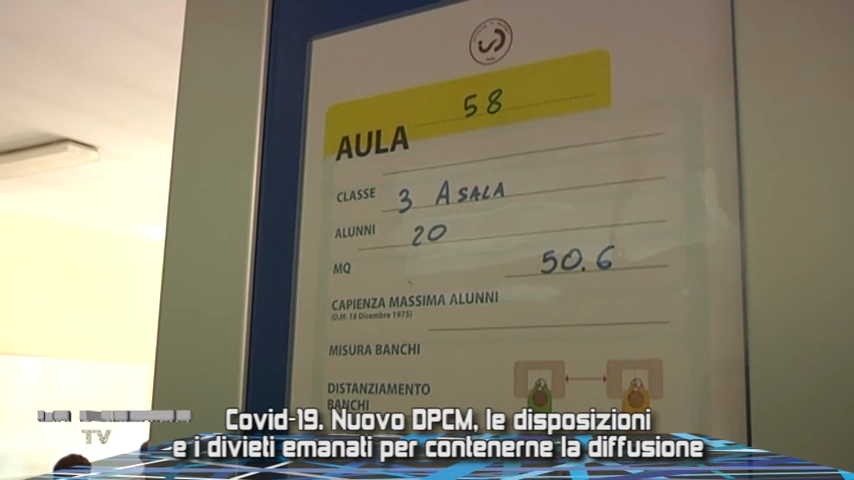 58
AULA
CLASSE 3 A SALA
ALUNNI 20
MQ 50.6
CAPIENZA MASSIMA ALUNNI
(D.M. 18 Dicembre 1975)
MISURA BANCHI
DISTANZIAMENTO
BANCHI
TV
Covid-19. Nuovo DPCM, le disposizioni
e i divieti emanati per contenerne la diffusione